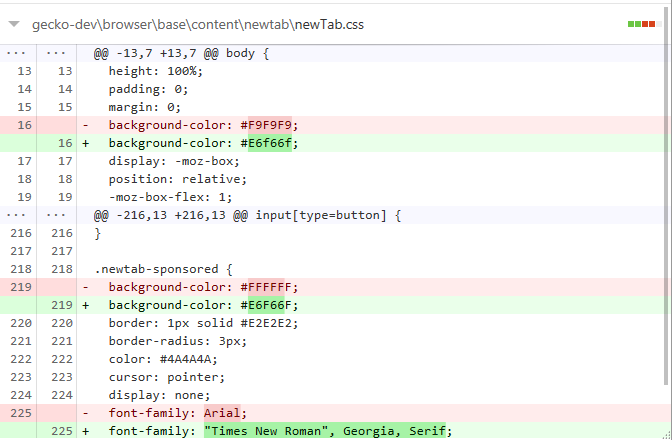 gecko-dev\browser\base\content\newtab\newTab.css
... ... @@ -13,7 +13,7 @@ body {
13 13 height: 100%;
14 14 padding: 0;
15 15 margin: 0;
16 - background-color: #F9F9F9;
16 + background-color: #E6f66f;
17 17 display: -moz-box;
18 18 position: relative;
19 19 -moz-box-flex: 1;
... ... @@ -216,13 +216,13 @@ input[type=button] {
216 216 }
217 217
218 218 .newtab-sponsored {
219 - background-color: #FFFFFF;
219 + background-color: #E6F66F;
220 220 border: 1px solid #E2E2E2;
221 221 border-radius: 3px;
222 222 color: #4A4A4A;
223 223 cursor: pointer;
224 224 display: none;
225 - font-family: Arial;
225 + font-family: "Times New Roman", Georgia, Serif;